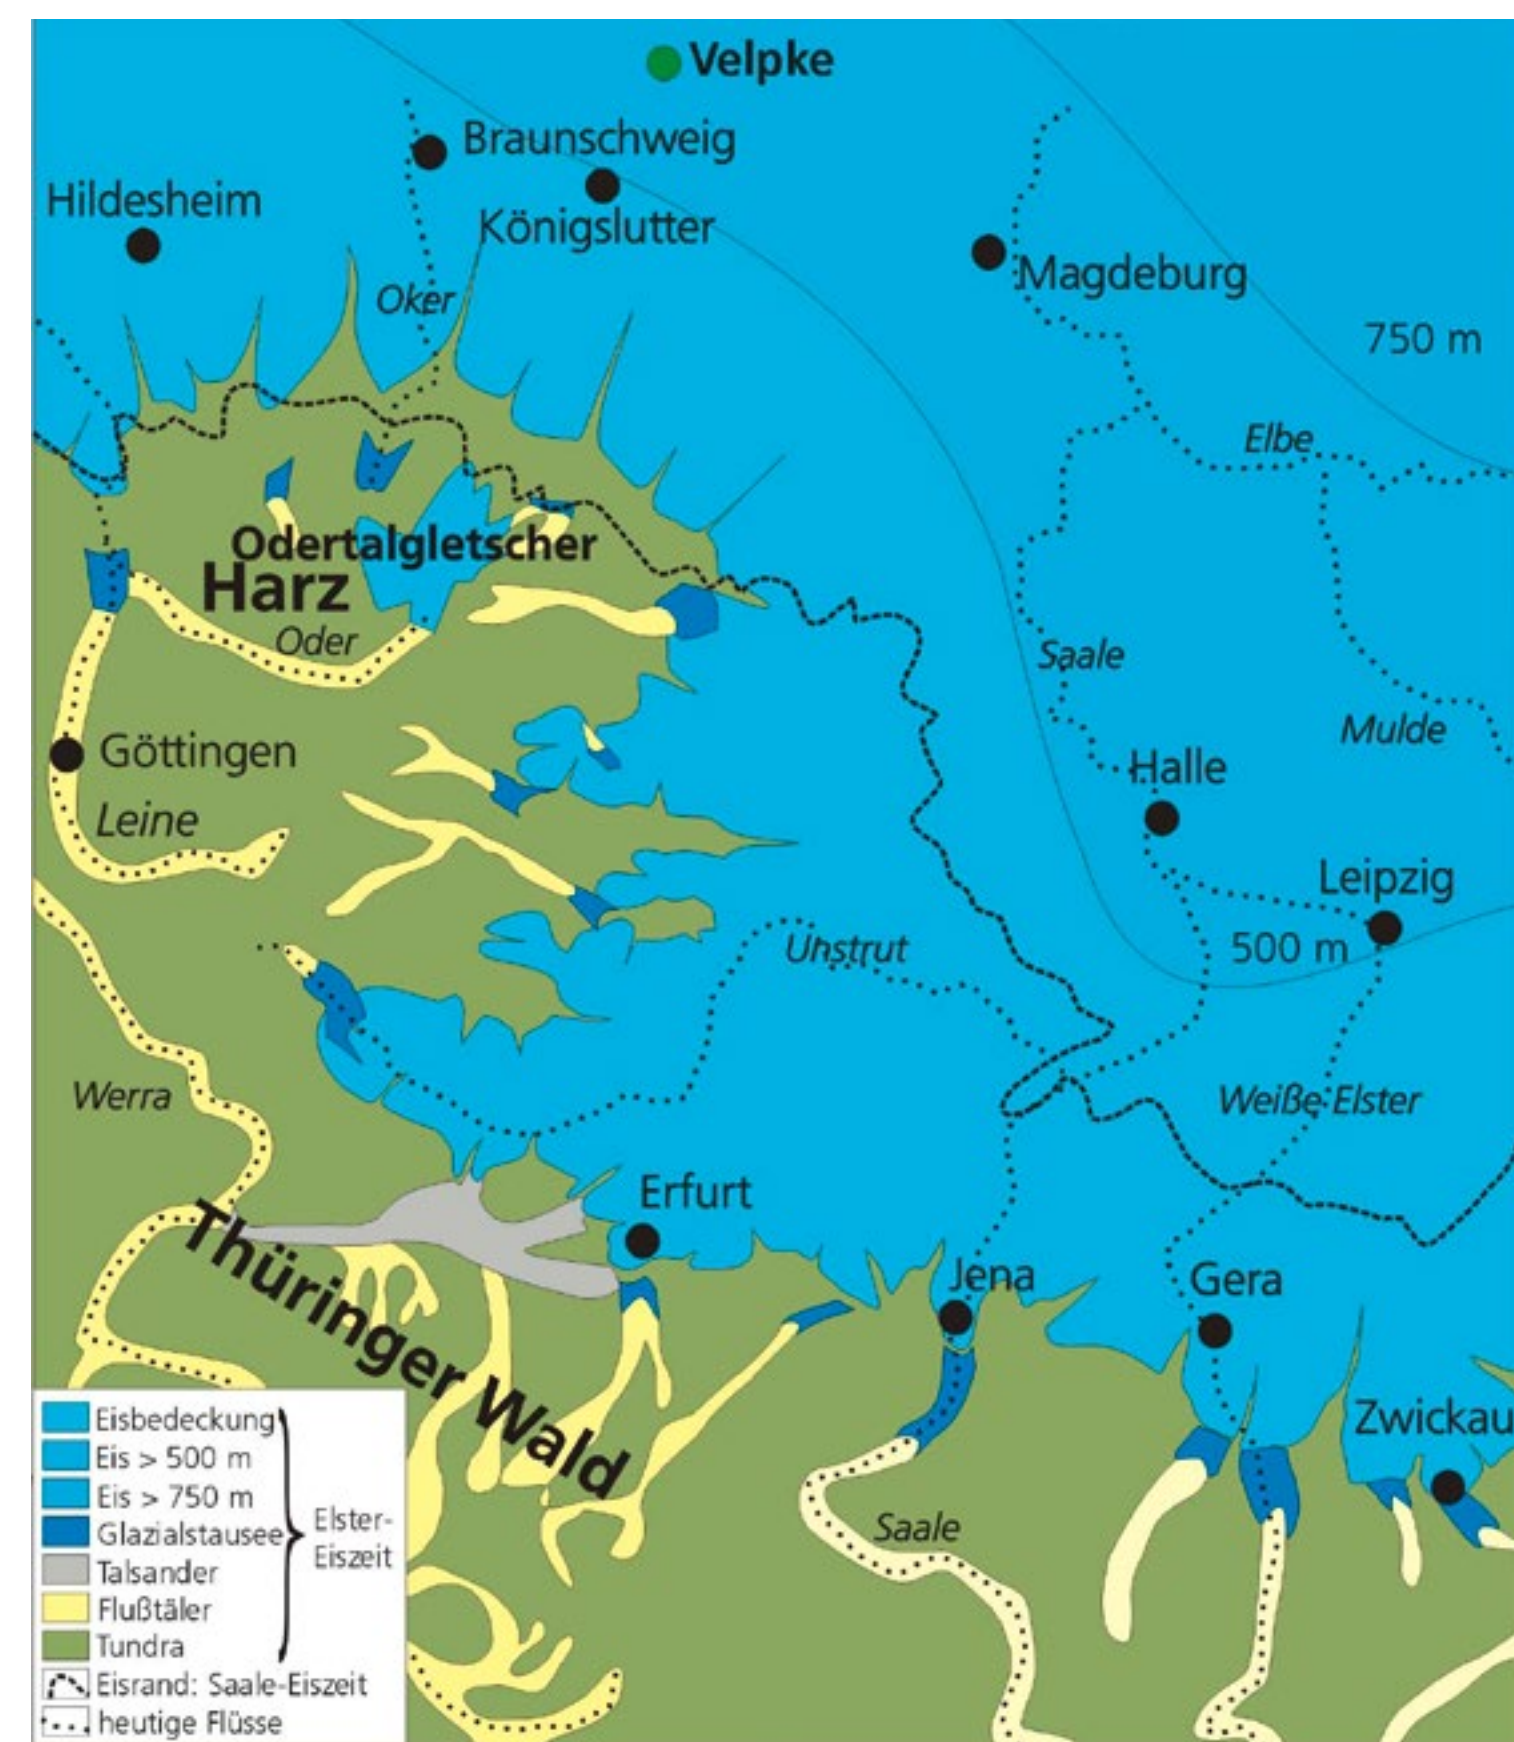 Velpke
Braunschweig
Hildesheim
Königslutter
Oker
Magdeburg
750 m
Elbe
Odertalgletscher
Harz
Oder
Saale
Mulde
Göttingen
Halle
Leine
Leipzig
Unstrut
500 m
Werra
Weiße Elster
Erfurt
Thüringer Wald
Jena
Gera
Zwickau
Saale
Eisbedeckung
Eis > 500 m
Eis > 750 m
Glazialstausee
Talsander
Flußtäler
Tundra
Elster-
Eiszeit
Eisrand: Saale-Eiszeit
heutige Flüsse